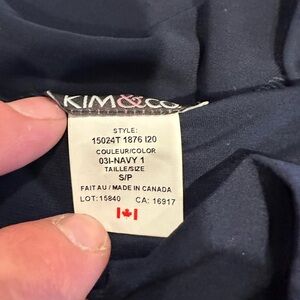 KIM&CO.
STYLE:
15024T 1876 I20
COULEUR/COLOR
03I-NAVY 1
TAILLE/SIZE
S/P
FAIT AU / MADE IN CANADA
LOT: 15840 CA: 16917